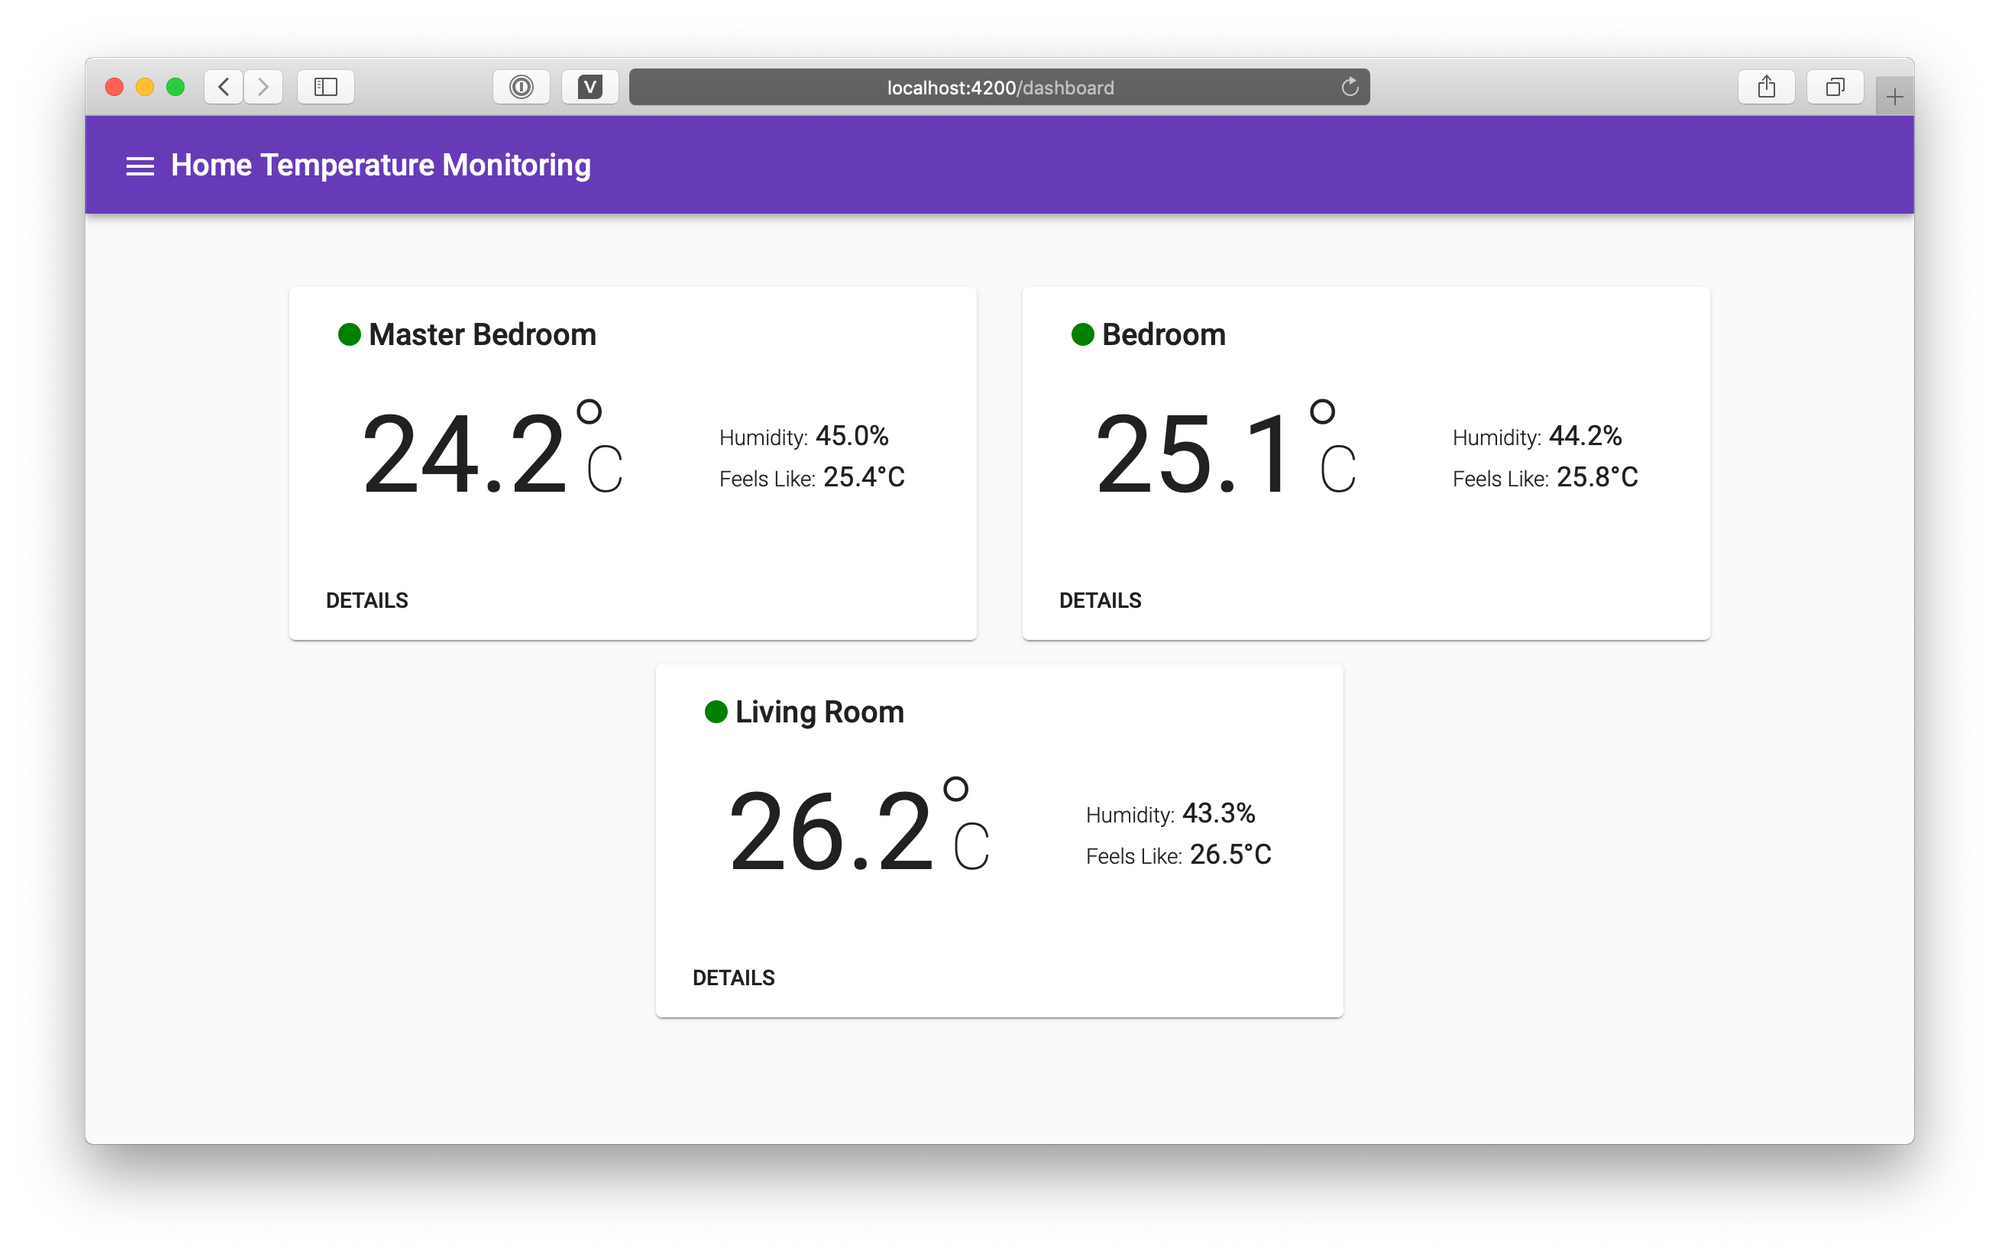 localhost:4200/dashboard
Home Temperature Monitoring
Master Bedroom
24.2°C
Humidity: 45.0%
Feels Like: 25.4°C
DETAILS
Bedroom
25.1°C
Humidity: 44.2%
Feels Like: 25.8°C
DETAILS
Living Room
26.2°C
Humidity: 43.3%
Feels Like: 26.5°C
DETAILS